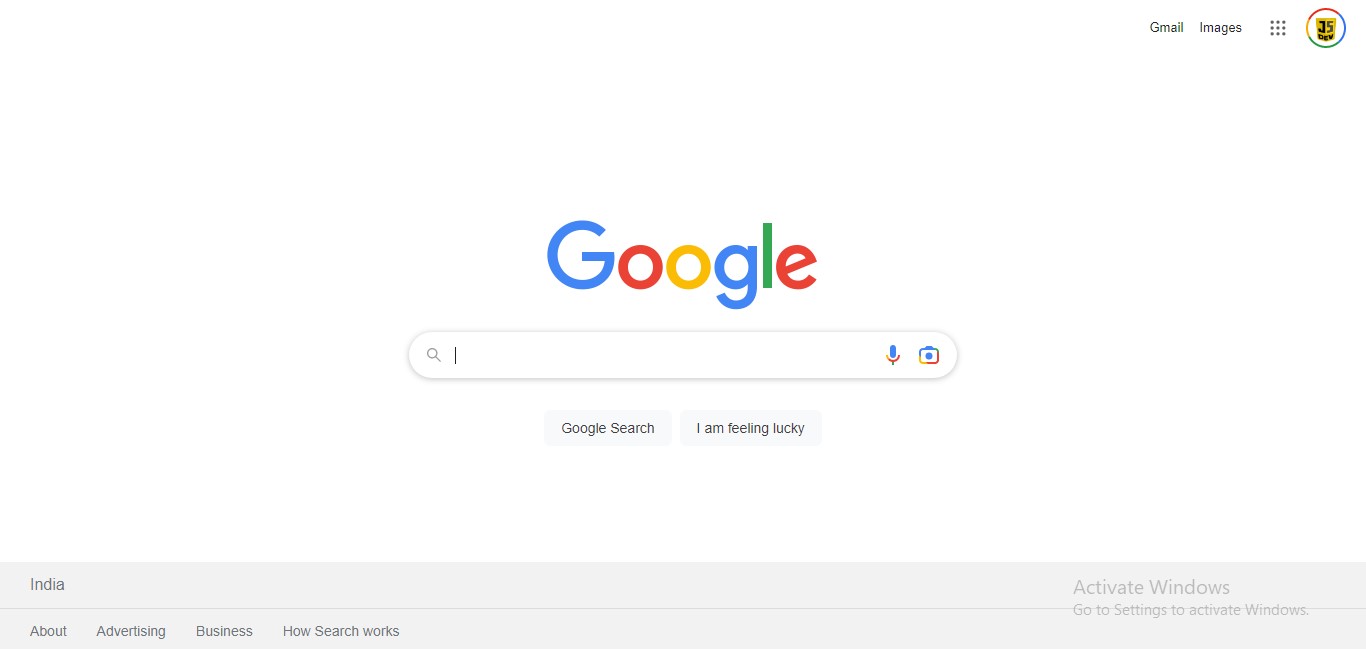 Gmail Images
JS
DEV
Google
Google Search I am feeling lucky
India
Activate Windows
Go to Settings to activate Windows.
About Advertising Business How Search works